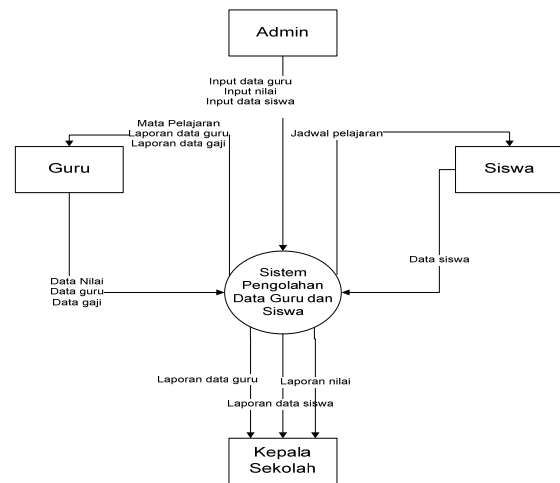 Admin
Input data guru
Input nilai
Input data siswa
Mata Pelajaran
Laporan data guru
Laporan data gaji
Jadwal pelajaran
Guru
Siswa
Sistem
Pengolahan
Data Guru dan
Siswa
Data siswa
Data Nilai
Data guru
Data gaji
Laporan data guru
Laporan nilai
Laporan data siswa
Kepala
Sekolah